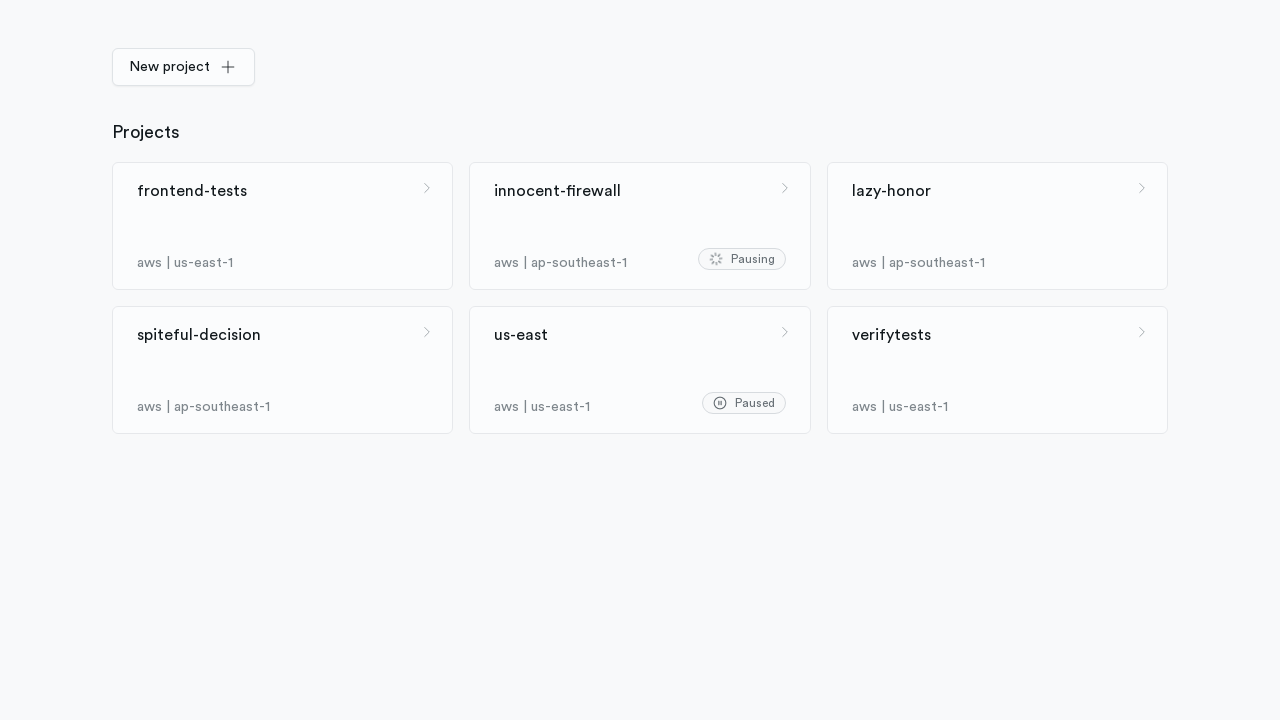 New project
Projects
frontend-tests
aws | us-east-1
innocent-firewall
aws | ap-southeast-1
Pausing
lazy-honor
aws | ap-southeast-1
spiteful-decision
aws | ap-southeast-1
us-east
aws | us-east-1
Paused
verifytests
aws | us-east-1